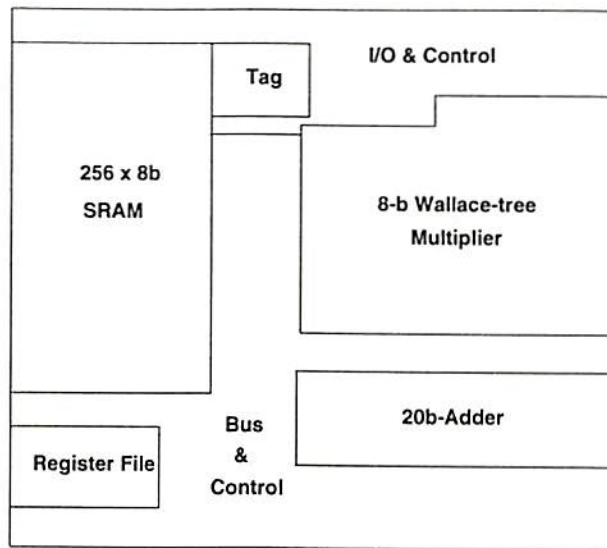 I/O & Control
Tag
256 x 8b
SRAM
8-b Wallace-tree
Multiplier
Bus
&
Control
20b-Adder
Register File